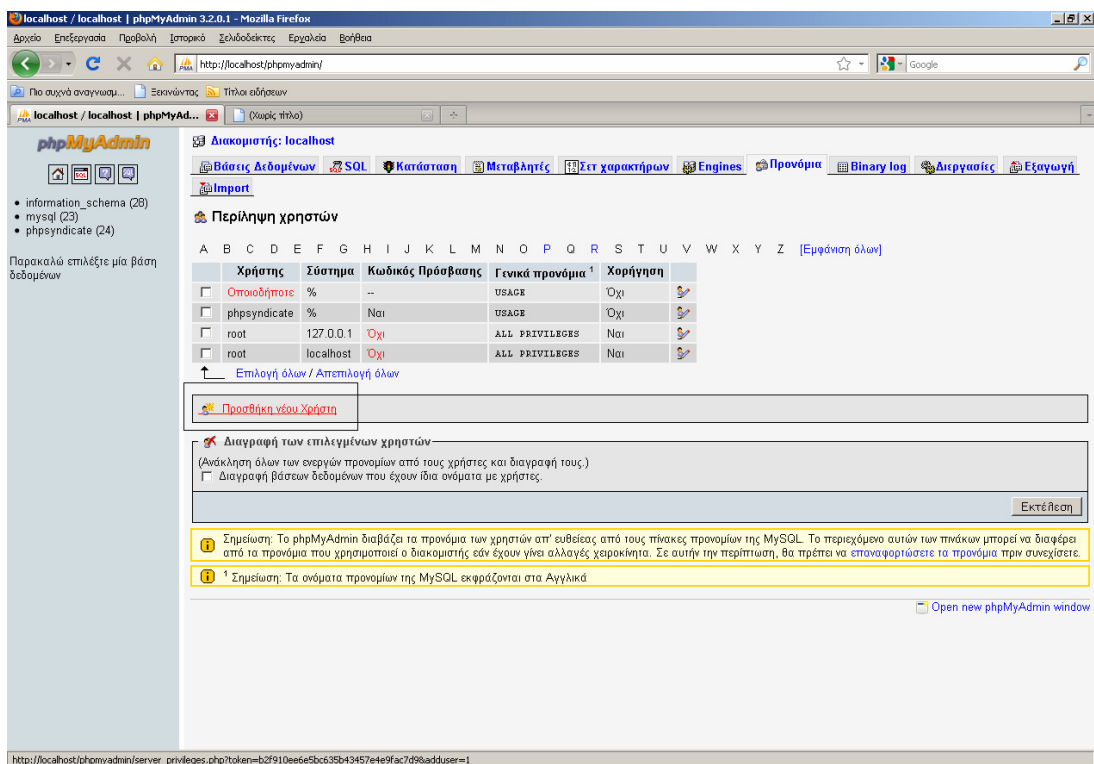 localhost / localhost | phpMyAdmin 3.2.0.1 - Mozilla Firefox
Αρχείο Επεξεργασία Προβολή Ιστορικό Σελιδοδείκτες Εργαλεία Βοήθεια
http://localhost/phpmyadmin/
Google
Πιο συχνά αναγνωσμ... Ξεκινώντας Τίτλοι ειδήσεων
localhost / localhost | phpMyAd... (Χωρίς τίτλο)
phpMyAdmin
SQL
information_schema (28)
mysql (23)
phpsyndicate (24)
Παρακαλώ επιλέξτε μία βάση
δεδομένων
Διακομιστής: localhost
Βάσεις Δεδομένων SQL Κατάσταση Μεταβλητές Σετ χαρακτήρων Engines Προνόμια Binary log Διεργασίες Εξαγωγή
Import
Περίληψη χρηστών
A B C D E F G H I J K L M N O P Q R S T U V W X Y Z [Εμφάνιση όλων]
Χρήστης Σύστημα Κωδικός Πρόσβασης Γενικά προνόμια 1 Χορήγηση
Οποιοδήποτε % -- USAGE Όχι
phpsyndicate % Ναι USAGE Όχι
root 127.0.0.1 Όχι ALL PRIVILEGES Ναι
root localhost Όχι ALL PRIVILEGES Ναι
Επιλογή όλων / Απεπιλογή όλων
Προσθήκη νέου Χρήστη
Διαγραφή των επιλεγμένων χρηστών
(Ανάκληση όλων των ενεργών προνομίων από τους χρήστες και διαγραφή τους.)
Διαγραφή βάσεων δεδομένων που έχουν ίδια ονόματα με χρήστες.
Εκτέλεση
Σημείωση: Το phpMyAdmin διαβάζει τα προνόμια των χρηστών απ' ευθείας από τους πίνακες προνομίων της MySQL. Το περιεχόμενο αυτών των πινάκων μπορεί να διαφέρει
από τα προνόμια που χρησιμοποιεί ο διακομιστής εάν έχουν γίνει αλλαγές χειροκίνητα. Σε αυτήν την περίπτωση, θα πρέπει να επαναφορτώσετε τα προνόμια πριν συνεχίσετε.
1 Σημείωση: Τα ονόματα προνομίων της MySQL εκφράζονται στα Αγγλικά
Open new phpMyAdmin window
http://localhost/phpmyadmin/server_privileges.php?token=b2f910ee6e5bc635b43457e4e9fac7d9&adduser=1